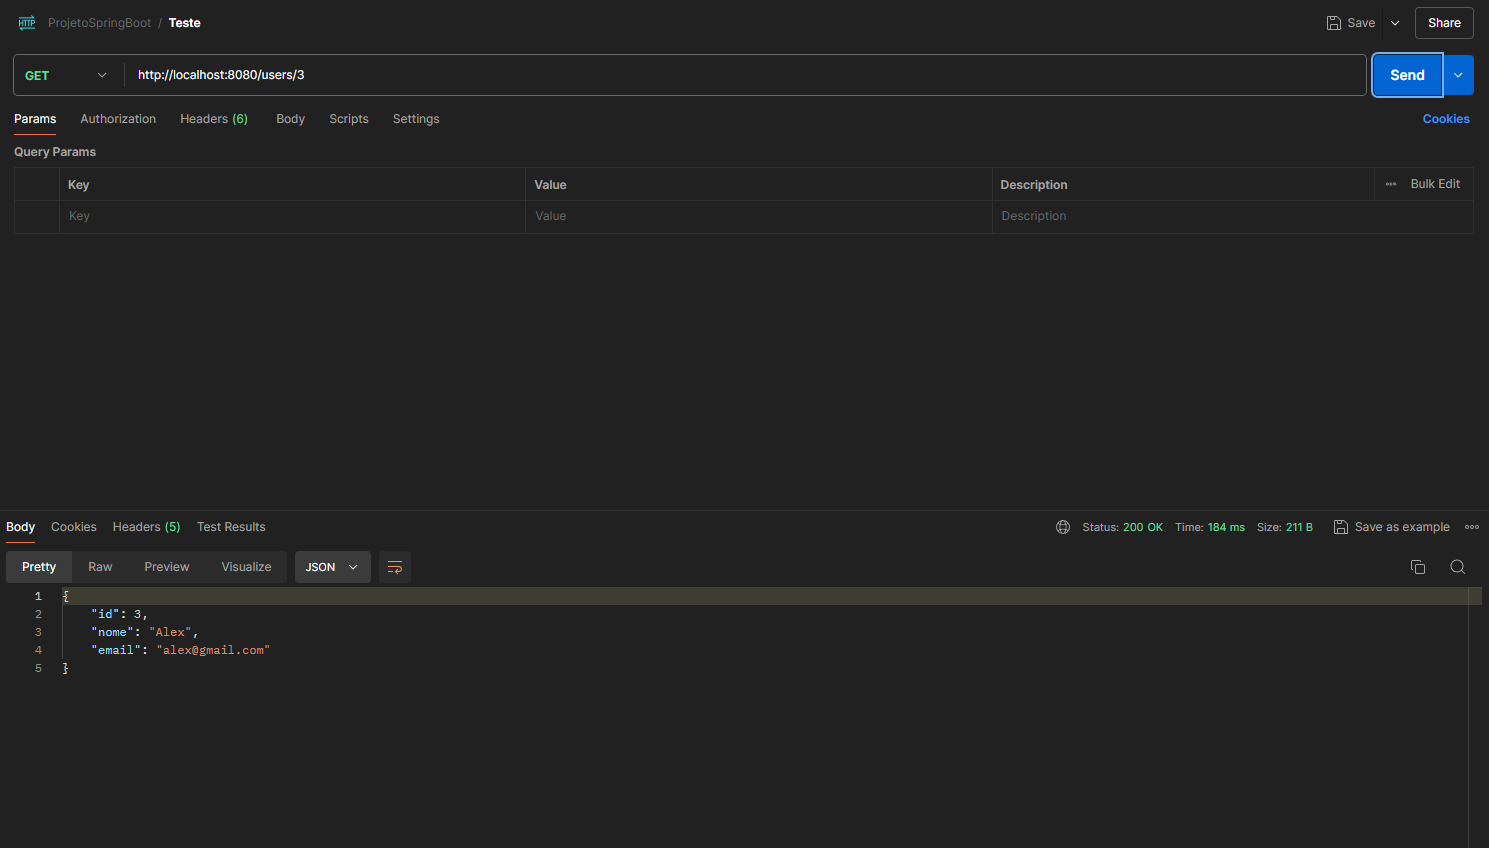 HTTP ProjetoSpringBoot / Teste Save Share
GET http://localhost:8080/users/3 Send
Params Authorization Headers (6) Body Scripts Settings Cookies
Query Params
Key Value Description Bulk Edit
Key Value Description
Body Cookies Headers (5) Test Results Status: 200 OK Time: 184 ms Size: 211 B Save as example
Pretty Raw Preview Visualize JSON
1 {
2 "id": 3,
3 "nome": "Alex",
4 "email": "alex@gmail.com"
5 }